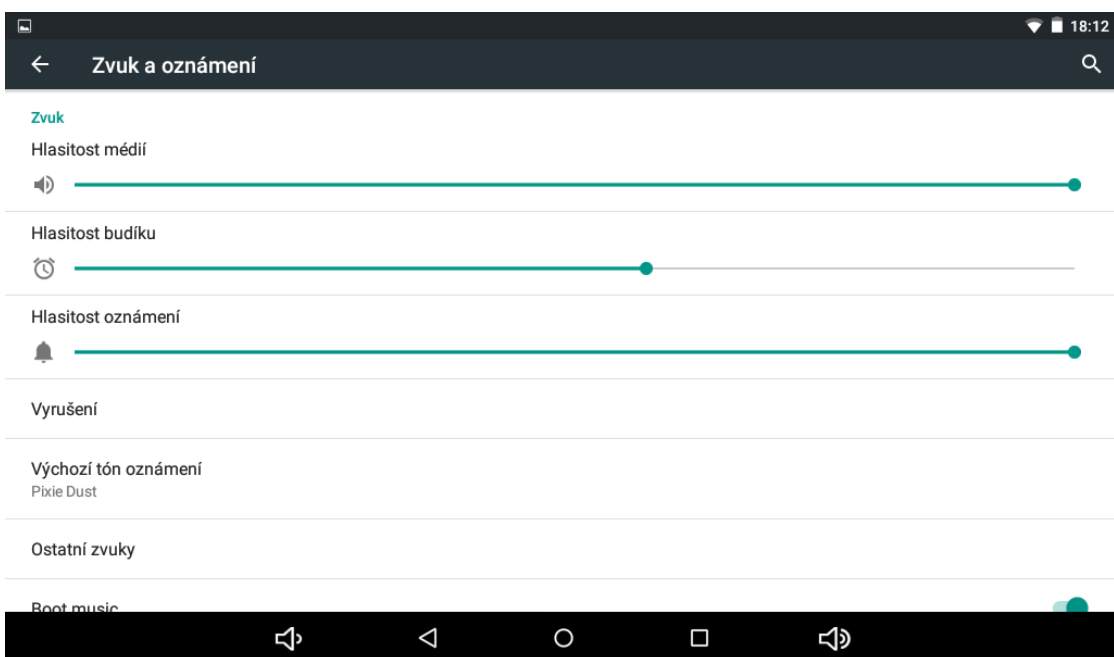 18:12
Zvuk a oznámení
Zvuk
Hlasitost médií
Hlasitost budíku
Hlasitost oznámení
Vyrušení
Výchozí tón oznámení
Pixie Dust
Ostatní zvuky
Boot music